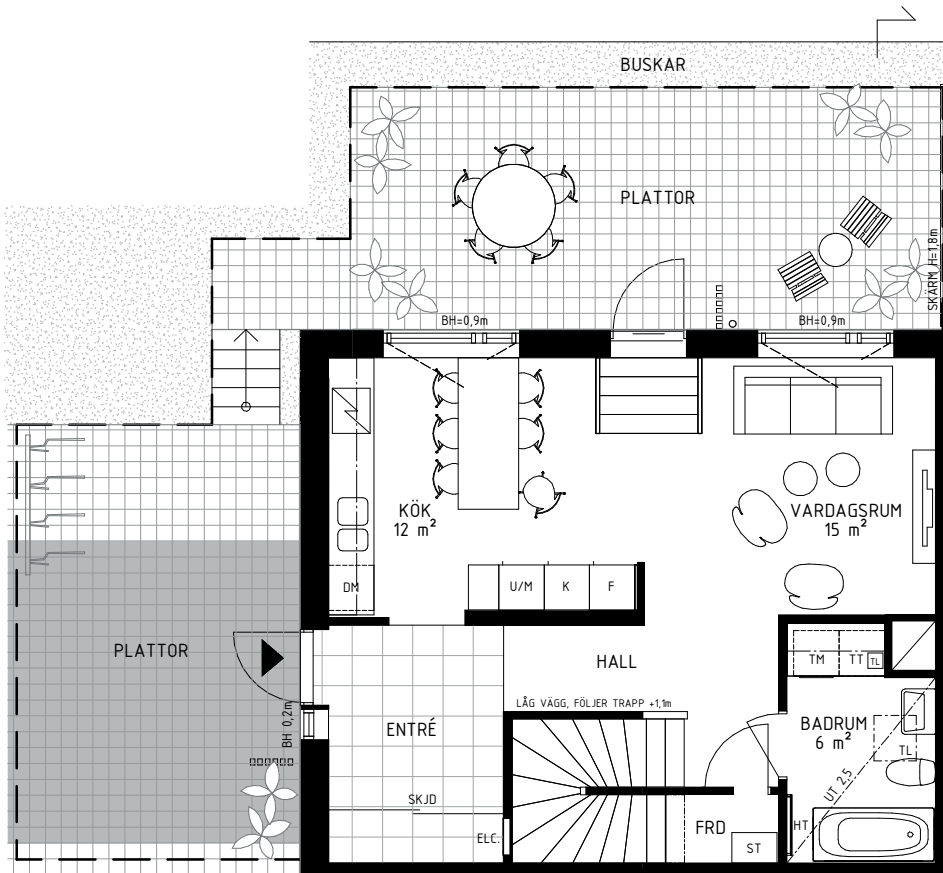 BUSKAR
PLATTOR
SKÄRM H=1,8m
BH=0,9m
BH=0,9m
KÖK
12 m²
VARDAGSRUM
15 m²
DM
U/M
K
F
PLATTOR
HALL
TM
TT
TL
LÅG VÄGG, FÖLJER TRAPP +1,1m
BH 0,2m
ENTRÉ
BADRUM
6 m²
TL
UT 2,5
SKJD
ELC.
FRD
HT
ST